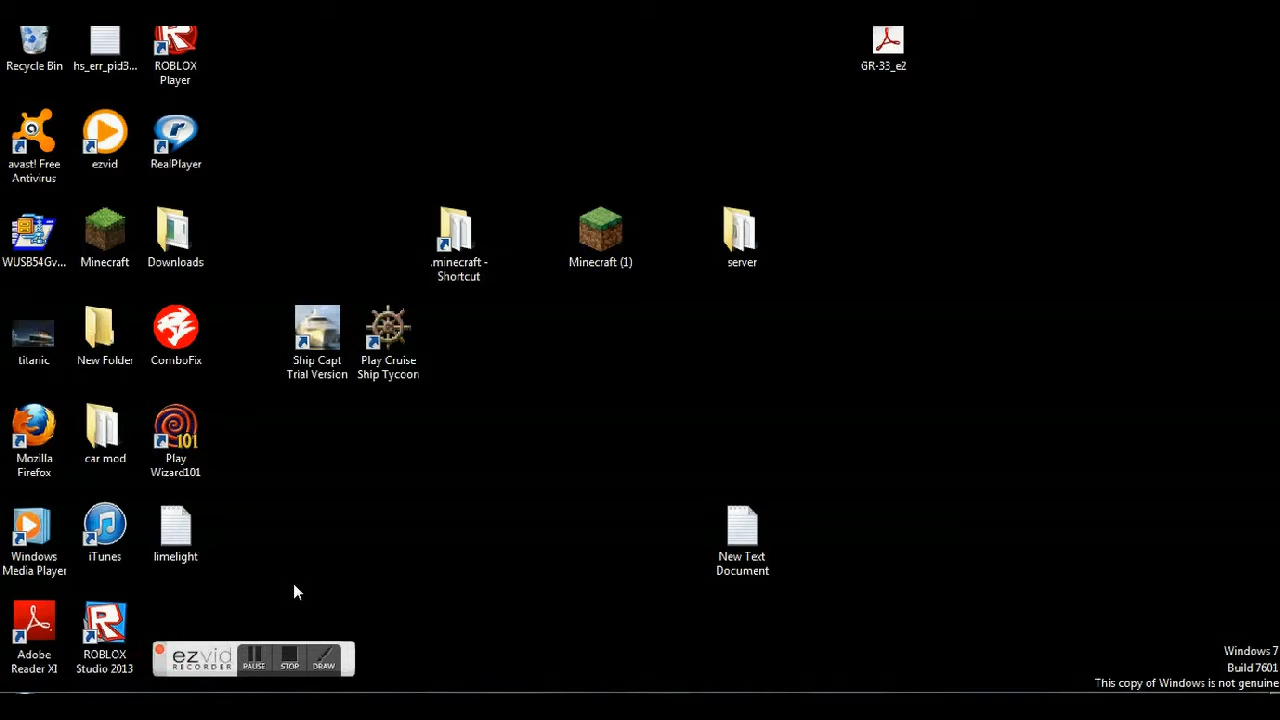 Recycle Bin
hs_err_pid3...
ROBLOX
Player
GR-33_e2
avast! Free
Antivirus
ezvid
RealPlayer
WUSB54Gv...
Minecraft
Downloads
.minecraft -
Shortcut
Minecraft (1)
server
titanic
New Folder
ComboFix
Ship Capt
Trial Version
Play Cruise
Ship Tycoon
Mozilla
Firefox
car mod
101
Play
Wizard101
Windows
Media Player
iTunes
limelight
New Text
Document
Adobe
Reader XI
ROBLOX
Studio 2013
ezvid
RECORDER
PAUSE
STOP
DRAW
Windows 7
Build 7601
This copy of Windows is not genuine